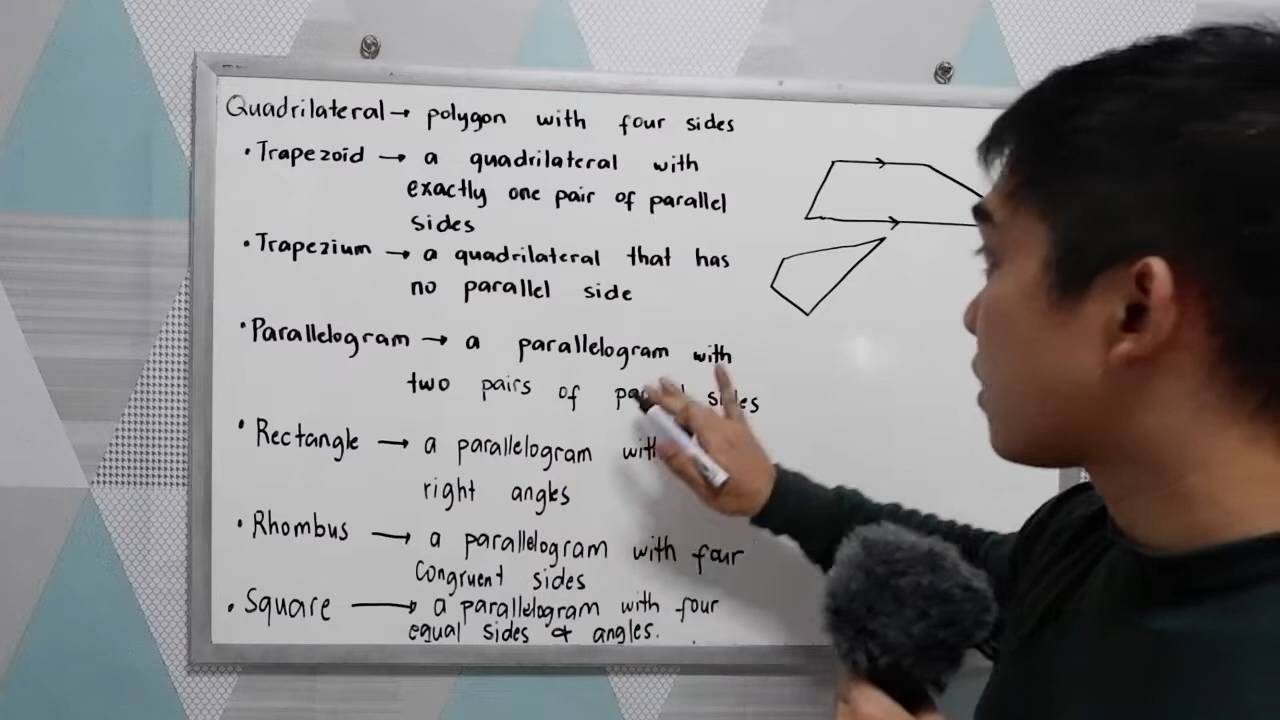 Quadrilateral → polygon with four sides
• Trapezoid → a quadrilateral with
exactly one pair of parallel
sides
• Trapezium → a quadrilateral that has
no parallel side
• Parallelogram → a parallelogram with
two pairs of sides
• Rectangle → a parallelogram with
right angles
• Rhombus → a parallelogram with four
congruent sides
• Square → a parallelogram with four
equal sides & angles.